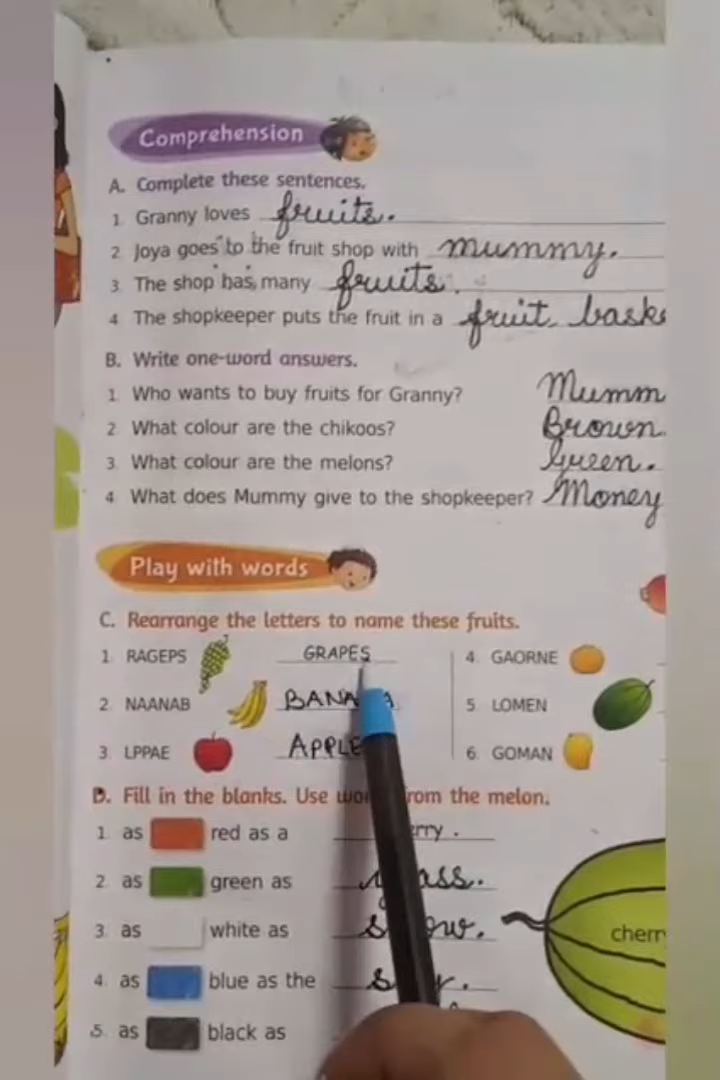 Comprehension
A. Complete these sentences.
1. Granny loves fruits.
2. Joya goes to the fruit shop with mummy.
3. The shop has many fruits.
4. The shopkeeper puts the fruit in a fruit baske
B. Write one-word answers.
1. Who wants to buy fruits for Granny? Mumm
2. What colour are the chikoos? Brown.
3. What colour are the melons? Green.
4. What does Mummy give to the shopkeeper? Money
Play with words
C. Rearrange the letters to name these fruits.
1. RAGEPS GRAPES 4. GAORNE
2. NAANAB BANA A 5. LOMEN
3. LPPAE APPLE 6. GOMAN
D. Fill in the blanks. Use from the melon.
1. as red as a rry.
2. as green as ass.
3. as white as s ow.
cherr
4. as blue as the s y.
5. as black as